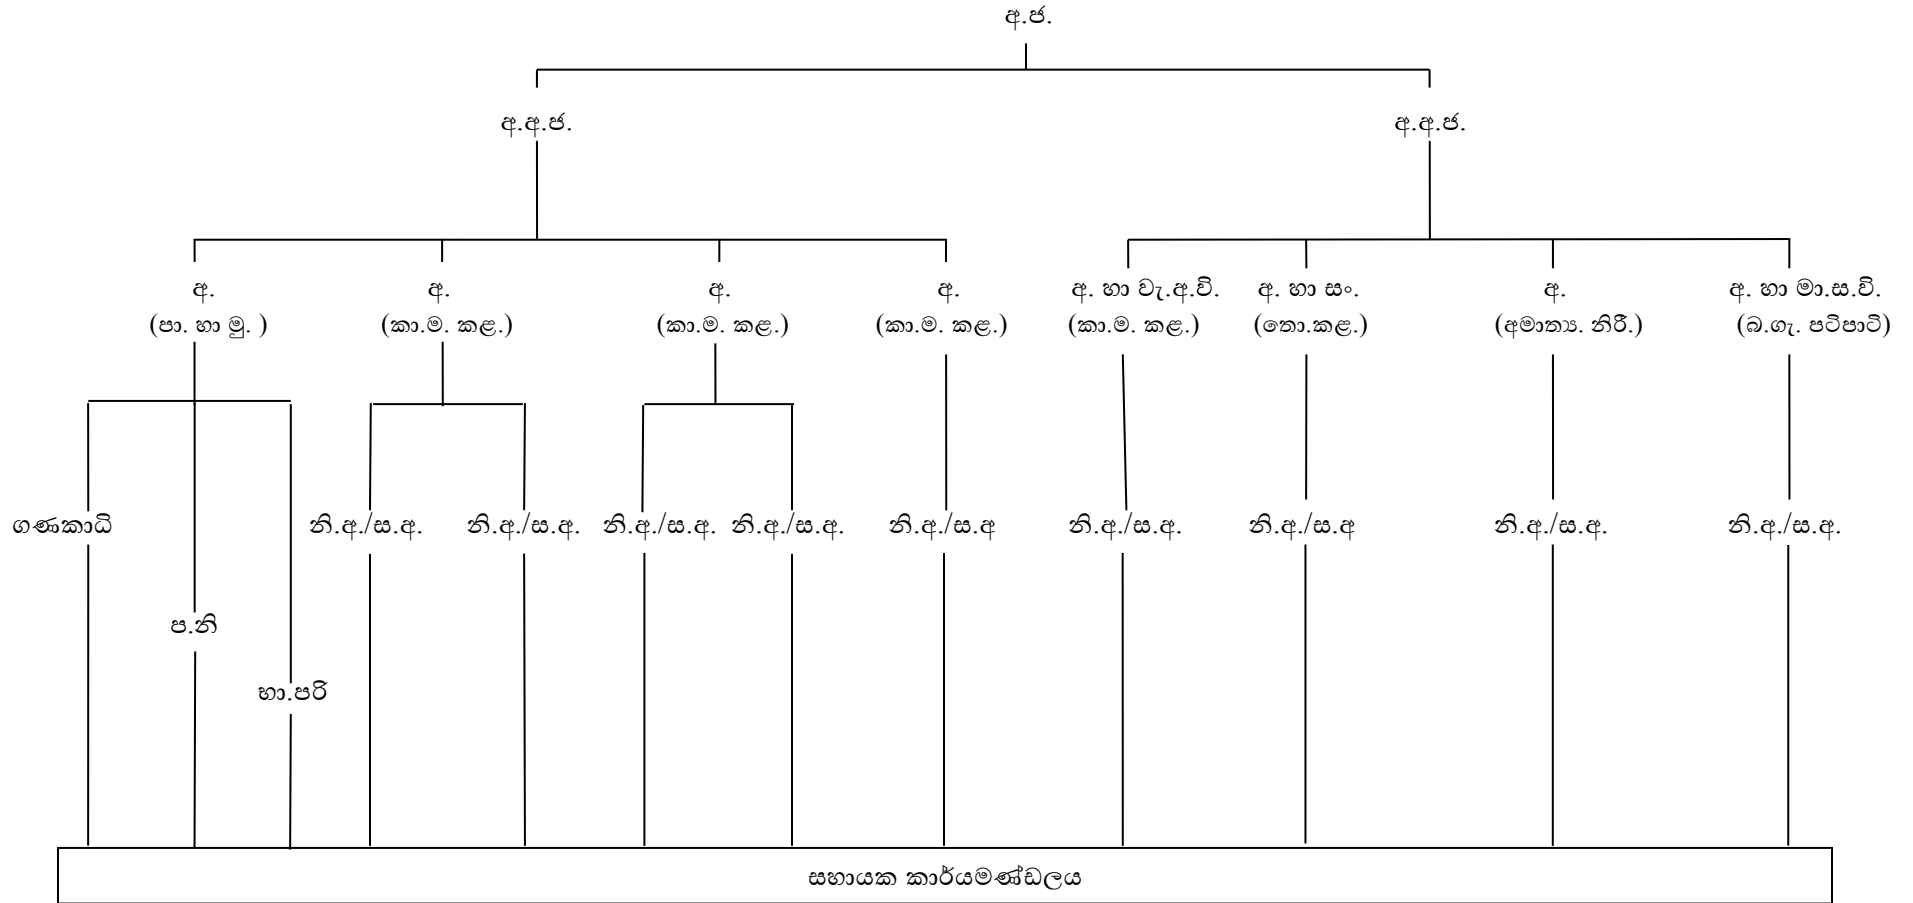 අ.ජ.
අ.අ.ජ. අ.අ.ජ.
අ. අ. අ. අ. අ. හා වැ.අ.වි. අ. හා සං. අ. අ. හා මා.ස.වි.
(පා. හා මු. ) (කා.ම. කළ.) (කා.ම. කළ.) (කා.ම. කළ.) (කා.ම. කළ.) (තො.කළ.) (අමාත්‍ය. නිරී.) (බ.ගැ. පටිපාටි)
ගණකාධි නි.අ./ස.අ. නි.අ./ස.අ. නි.අ./ස.අ. නි.අ./ස.අ. නි.අ./ස.අ නි.අ./ස.අ. නි.අ./ස.අ නි.අ./ස.අ. නි.අ./ස.අ.
ප.නි
භා.පරි
සහායක කාර්යමණ්ඩලය